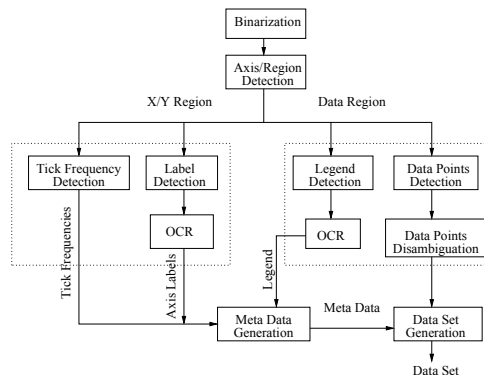 Binarization
Axis/Region
Detection
X/Y Region
Data Region
Tick Frequency
Detection
Label
Detection
Legend
Detection
Data Points
Detection
OCR
OCR
Data Points
Disambiguation
Tick Frequencies
Axis Labels
Legend
Meta Data
Generation
Meta Data
Data Set
Generation
Data Set